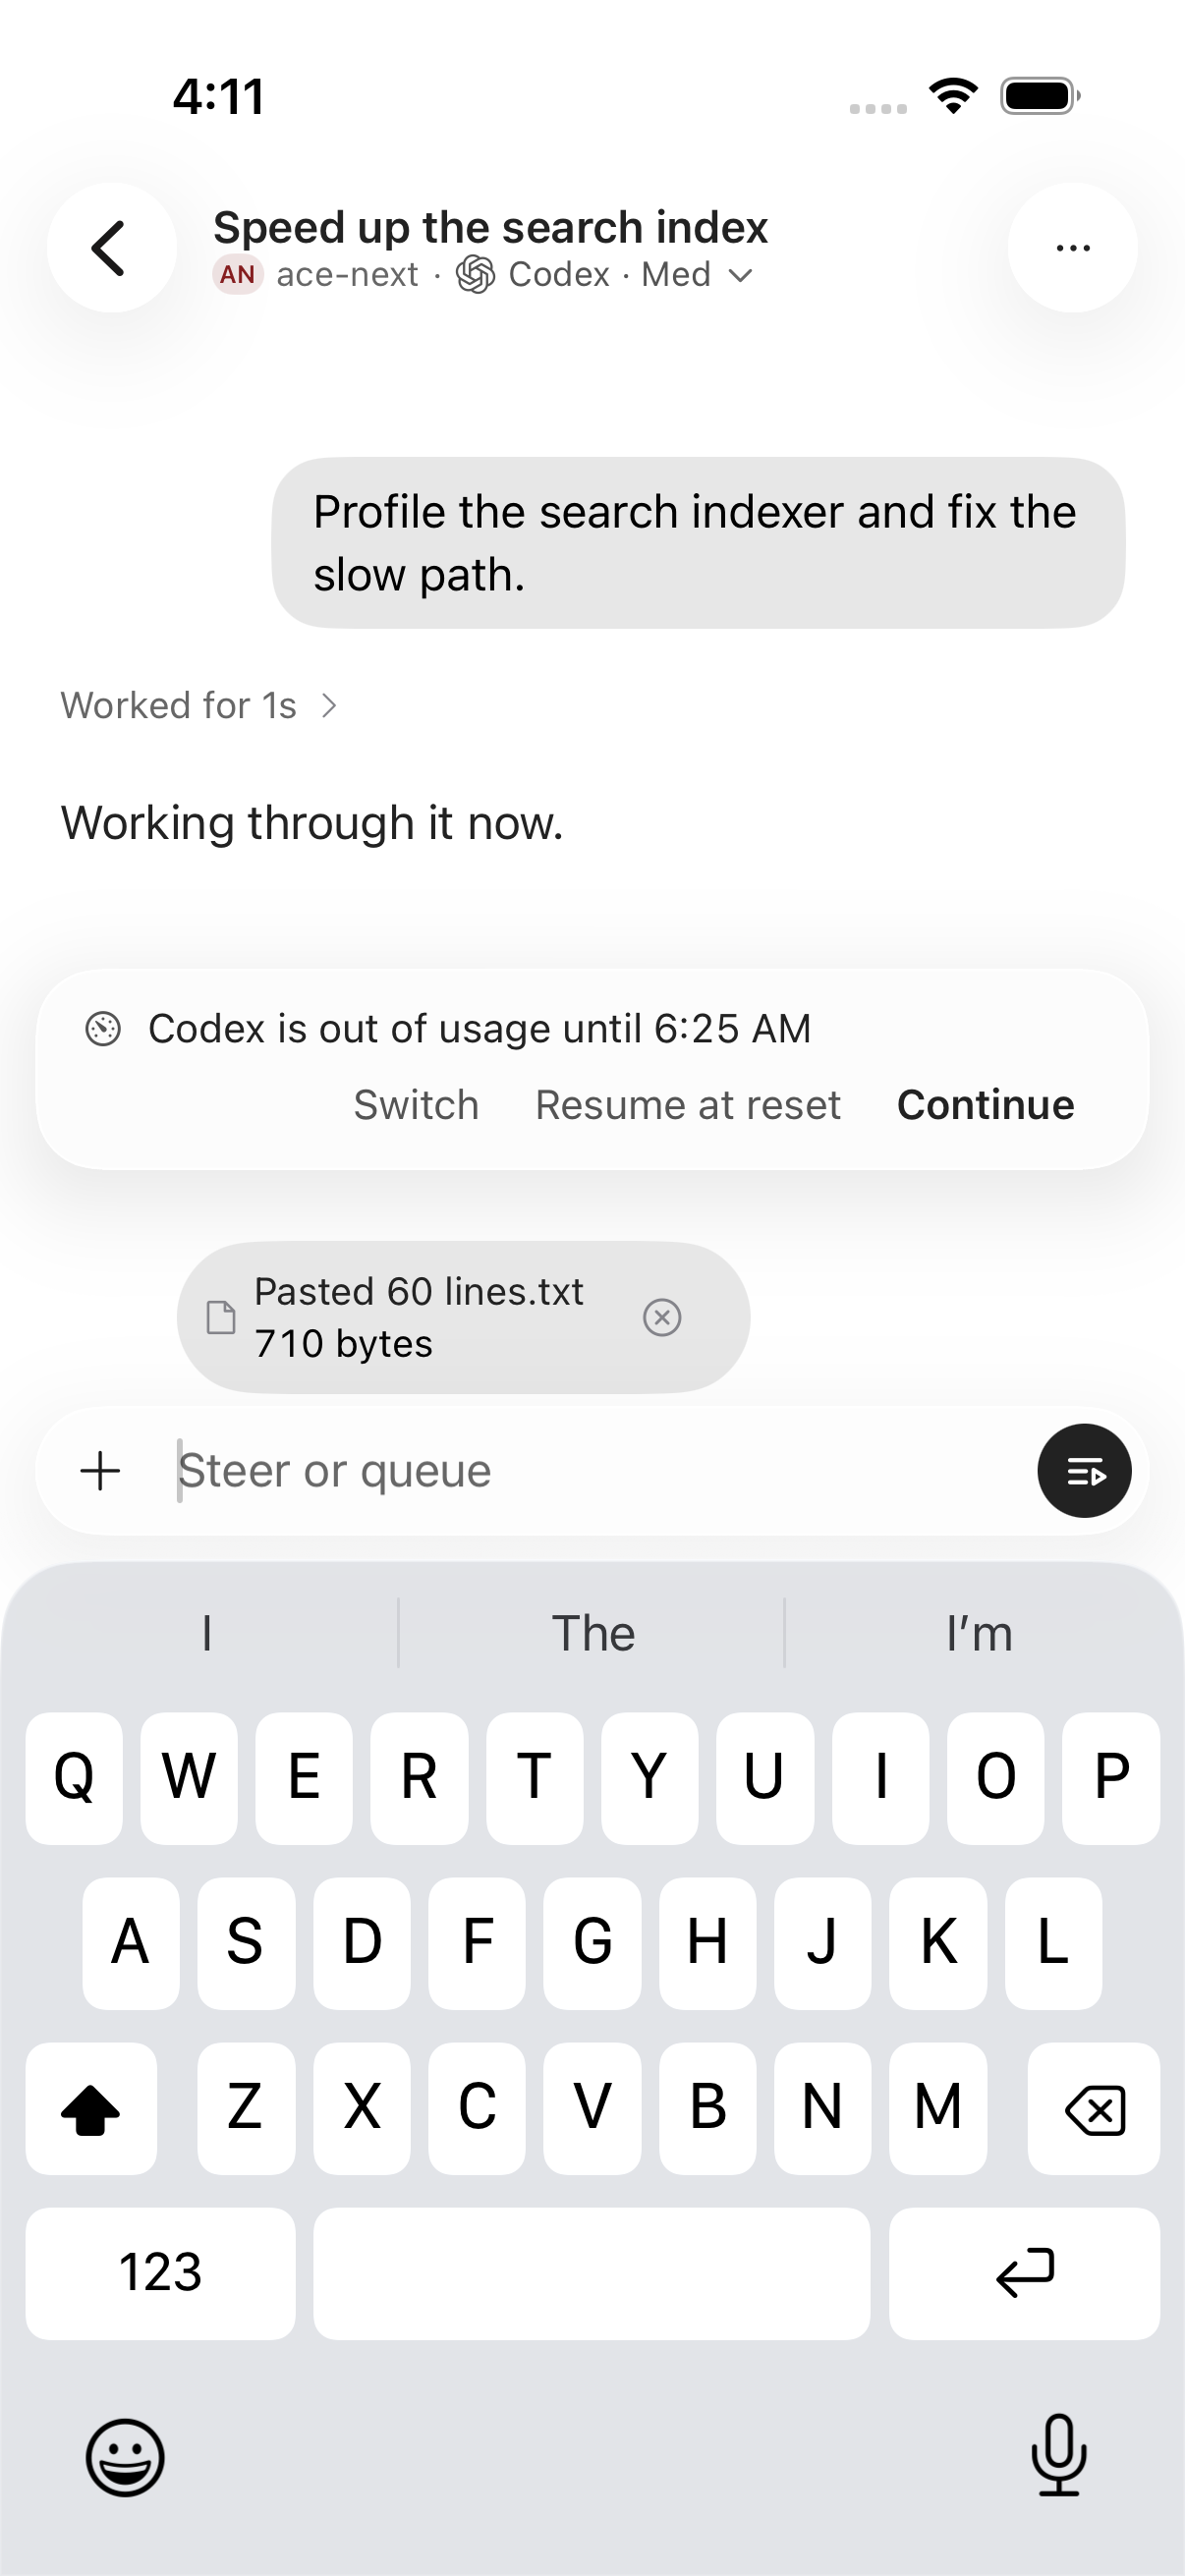 4:11
Speed up the search index
AN ace-next · Codex · Med
Profile the search indexer and fix the
slow path.
Worked for 1s
Working through it now.
Codex is out of usage until 6:25 AM
Switch Resume at reset Continue
Pasted 60 lines.txt
710 bytes
Steer or queue
I The I’m
Q W E R T Y U I O P
A S D F G H J K L
Z X C V B N M
123